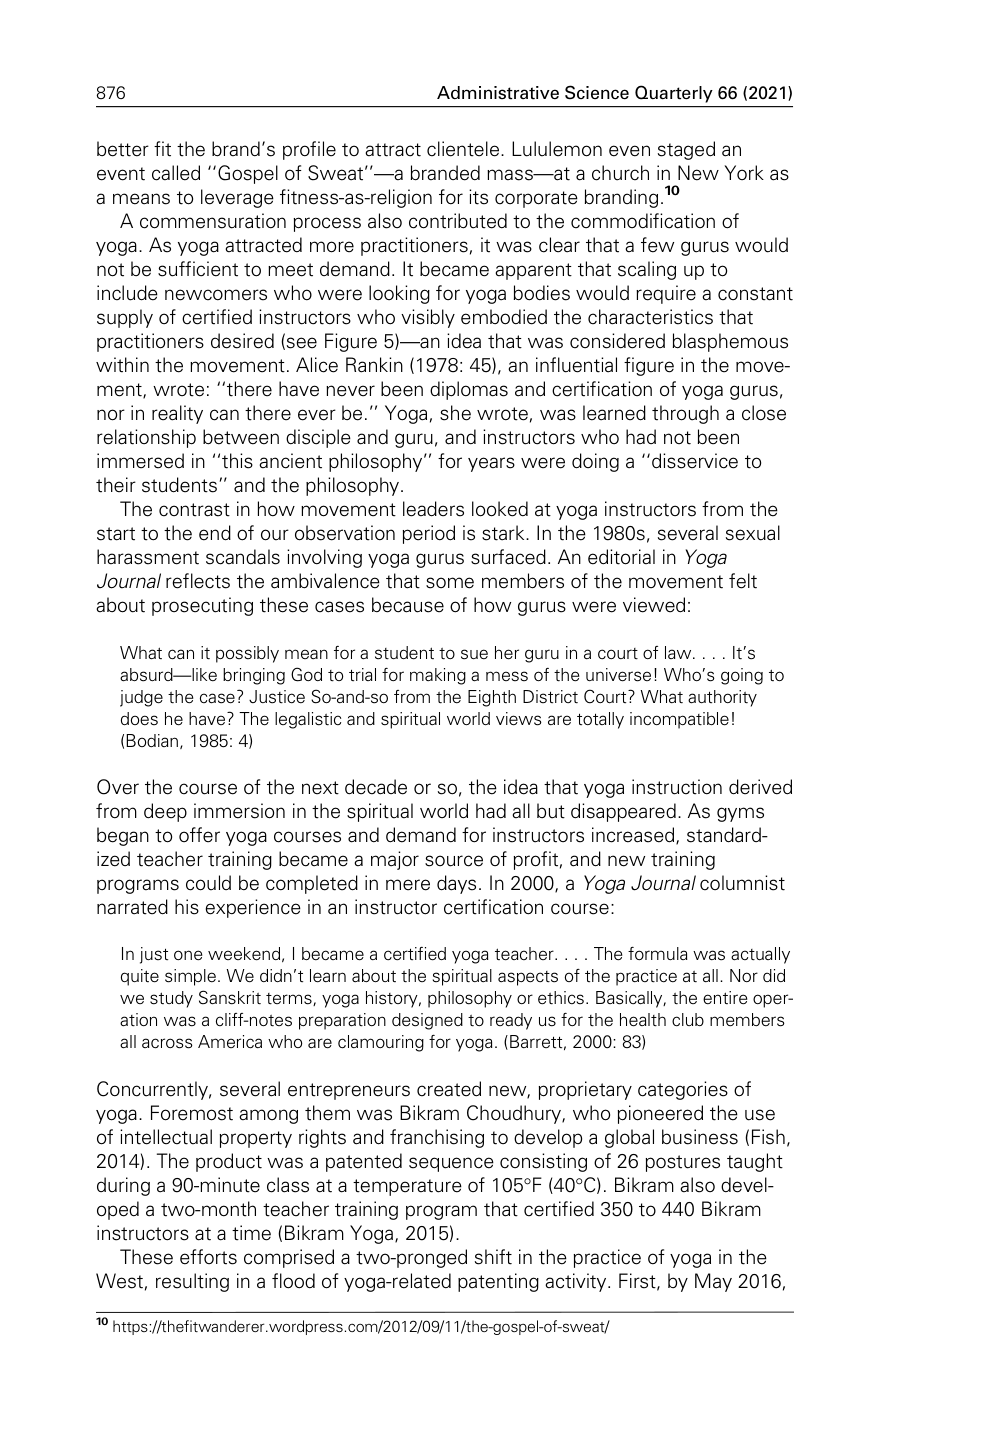 876
Administrative Science Quarterly 66 (2021)
better fit the brand's profile to attract clientele. Lululemon even staged an
event called ''Gospel of Sweat''—a branded mass—at a church in New York as
a means to leverage fitness-as-religion for its corporate branding.10
A commensuration process also contributed to the commodification of
yoga. As yoga attracted more practitioners, it was clear that a few gurus would
not be sufficient to meet demand. It became apparent that scaling up to
include newcomers who were looking for yoga bodies would require a constant
supply of certified instructors who visibly embodied the characteristics that
practitioners desired (see Figure 5)—an idea that was considered blasphemous
within the movement. Alice Rankin (1978: 45), an influential figure in the move-
ment, wrote: ''there have never been diplomas and certification of yoga gurus,
nor in reality can there ever be.'' Yoga, she wrote, was learned through a close
relationship between disciple and guru, and instructors who had not been
immersed in ''this ancient philosophy'' for years were doing a ''disservice to
their students'' and the philosophy.
The contrast in how movement leaders looked at yoga instructors from the
start to the end of our observation period is stark. In the 1980s, several sexual
harassment scandals involving yoga gurus surfaced. An editorial in Yoga
Journal reflects the ambivalence that some members of the movement felt
about prosecuting these cases because of how gurus were viewed:
What can it possibly mean for a student to sue her guru in a court of law. . . . It's
absurd—like bringing God to trial for making a mess of the universe! Who's going to
judge the case? Justice So-and-so from the Eighth District Court? What authority
does he have? The legalistic and spiritual world views are totally incompatible!
(Bodian, 1985: 4)
Over the course of the next decade or so, the idea that yoga instruction derived
from deep immersion in the spiritual world had all but disappeared. As gyms
began to offer yoga courses and demand for instructors increased, standard-
ized teacher training became a major source of profit, and new training
programs could be completed in mere days. In 2000, a Yoga Journal columnist
narrated his experience in an instructor certification course:
In just one weekend, I became a certified yoga teacher. . . . The formula was actually
quite simple. We didn't learn about the spiritual aspects of the practice at all. Nor did
we study Sanskrit terms, yoga history, philosophy or ethics. Basically, the entire oper-
ation was a cliff-notes preparation designed to ready us for the health club members
all across America who are clamouring for yoga. (Barrett, 2000: 83)
Concurrently, several entrepreneurs created new, proprietary categories of
yoga. Foremost among them was Bikram Choudhury, who pioneered the use
of intellectual property rights and franchising to develop a global business (Fish,
2014). The product was a patented sequence consisting of 26 postures taught
during a 90-minute class at a temperature of 105°F (40°C). Bikram also devel-
oped a two-month teacher training program that certified 350 to 440 Bikram
instructors at a time (Bikram Yoga, 2015).
These efforts comprised a two-pronged shift in the practice of yoga in the
West, resulting in a flood of yoga-related patenting activity. First, by May 2016,
10 https://thefitwanderer.wordpress.com/2012/09/11/the-gospel-of-sweat/